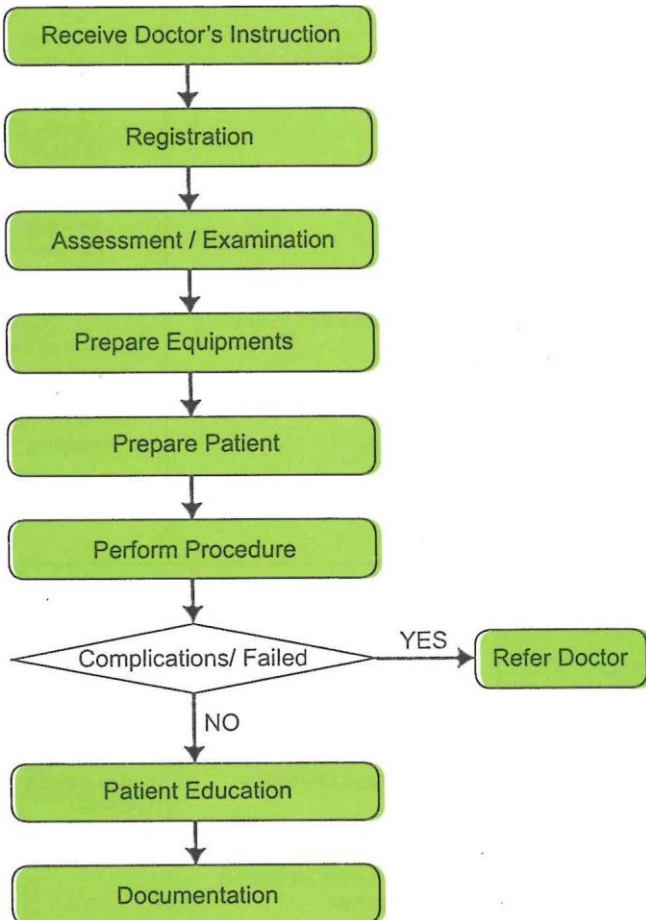 Receive Doctor's Instruction
Registration
Assessment / Examination
Prepare Equipments
Prepare Patient
Perform Procedure
Complications/ Failed
YES
Refer Doctor
NO
Patient Education
Documentation